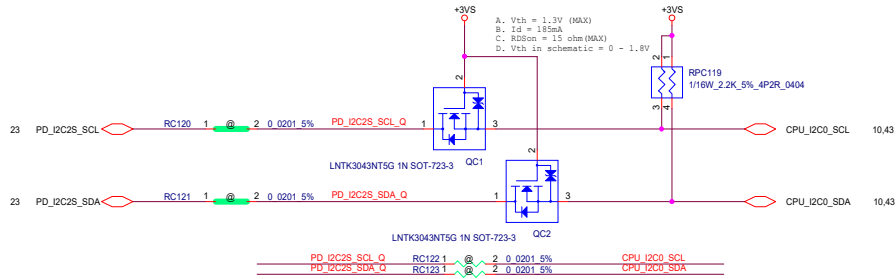 +3VS
+3VS
A. Vth = 1.3V (MAX)
B. Id = 185mA
C. RDSon = 15 ohm(MAX)
D. Vth in schematic = 0 - 1.8V
2
2 1
RPC119
1/16W_2.2K_5%_4P2R_0404
3 4
23 PD_I2C2S_SCL RC120 1 @ 2 0_0201_5% PD_I2C2S_SCL_Q 1 3 CPU_I2C0_SCL 10,43
LNTK3043NT5G 1N SOT-723-3 QC1
2
23 PD_I2C2S_SDA RC121 1 @ 2 0_0201_5% PD_I2C2S_SDA_Q 1 3 CPU_I2C0_SDA 10,43
LNTK3043NT5G 1N SOT-723-3 QC2
PD_I2C2S_SCL_Q RC122 1 @ 2 0_0201_5% CPU_I2C0_SCL
PD_I2C2S_SDA_Q RC123 1 @ 2 0_0201_5% CPU_I2C0_SDA